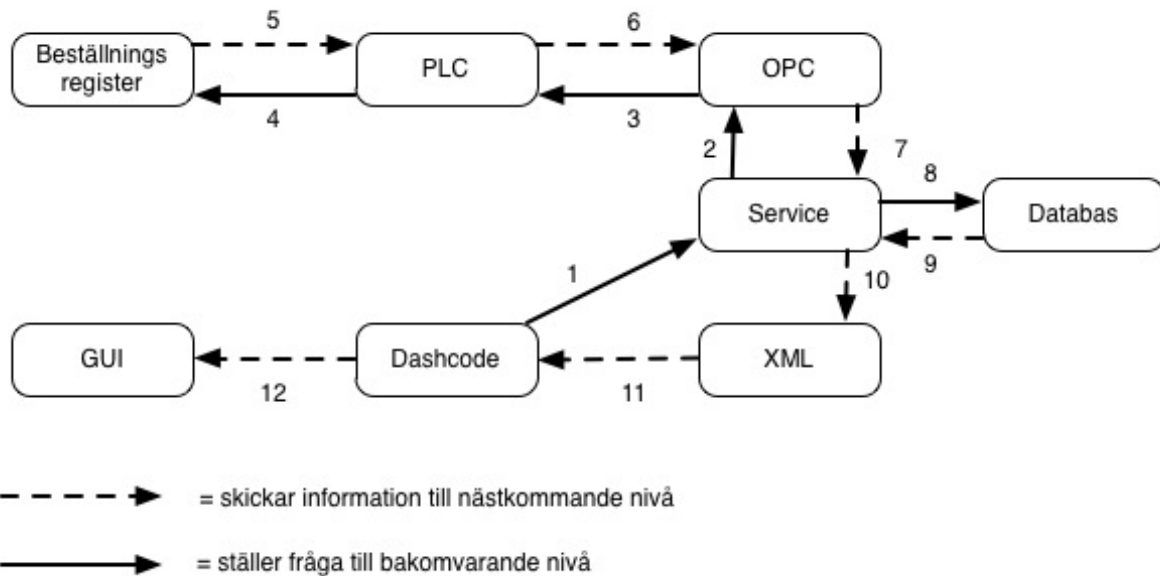 5
6
Beställnings
register
PLC
OPC
4
3
2
7
8
Service
Databas
1
9
10
GUI
Dashcode
XML
12
11
= skickar information till nästkommande nivå
= ställer fråga till bakomvarande nivå